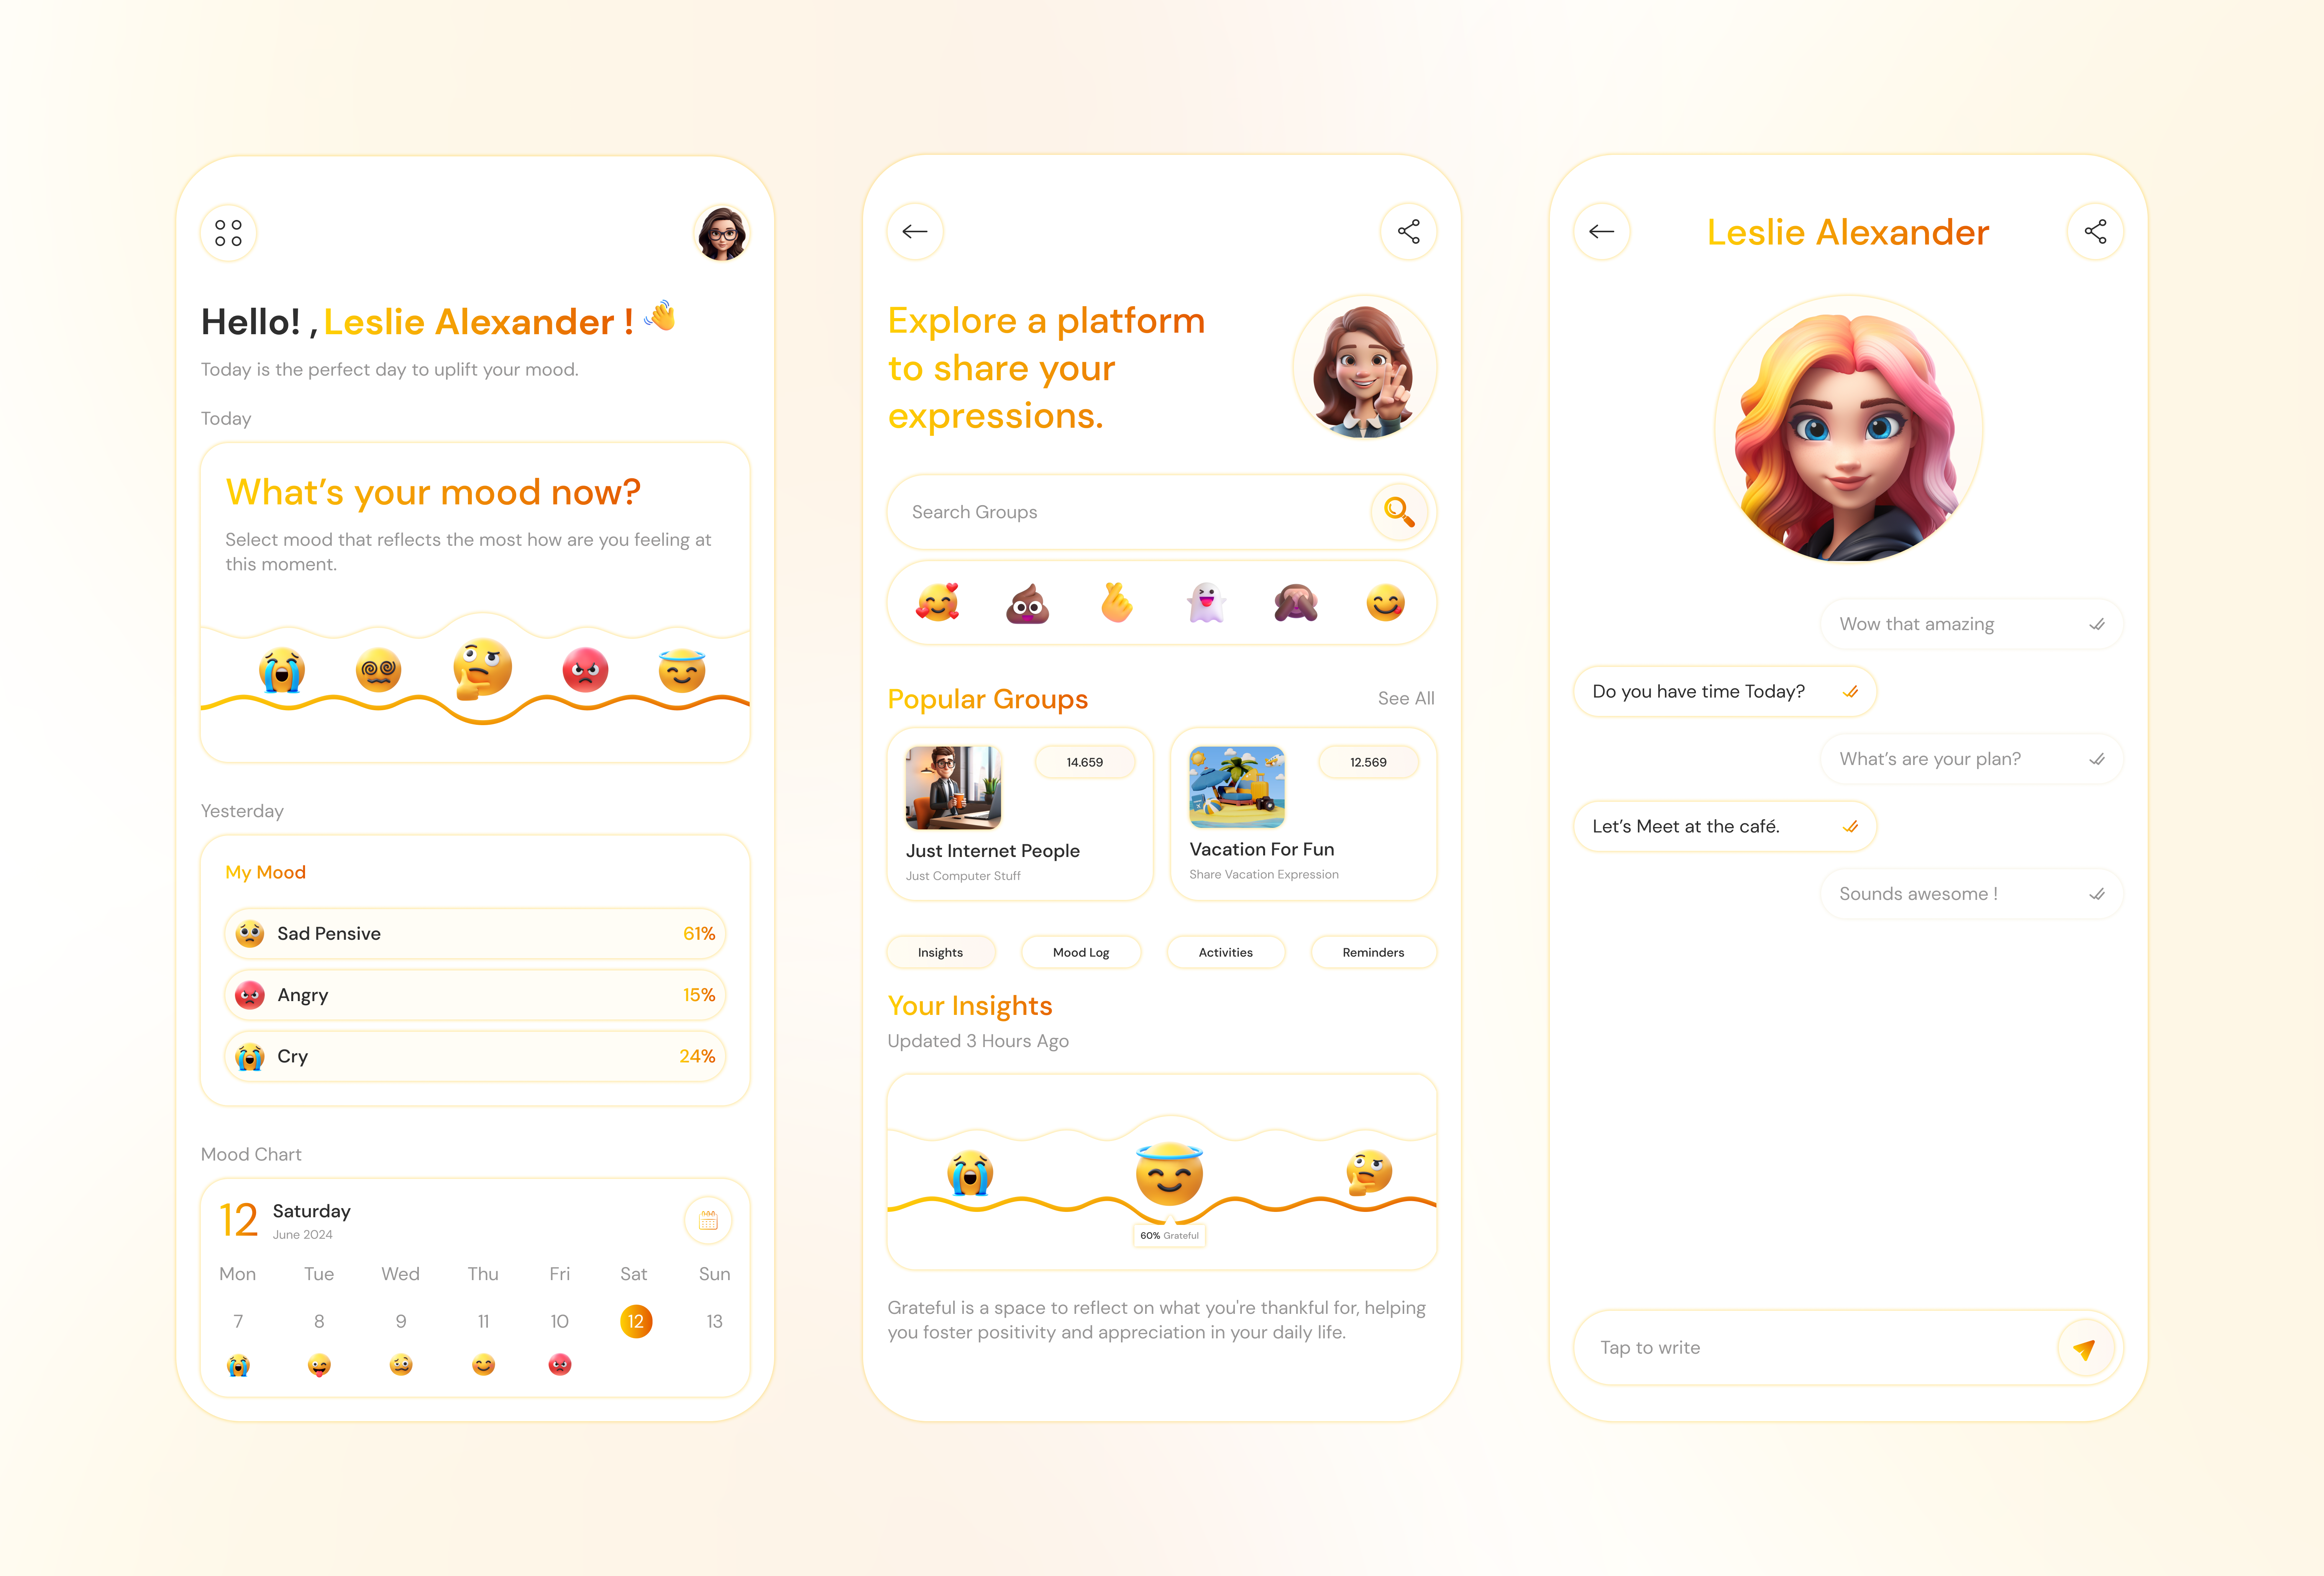 Hello! , Leslie Alexander !
Today is the perfect day to uplift your mood.
Today
What's your mood now?
Select mood that reflects the most how are you feeling at
this moment.
Yesterday
My Mood
Sad Pensive 61%
Angry 15%
Cry 24%
Mood Chart
12 Saturday
June 2024
Mon Tue Wed Thu Fri Sat Sun
7 8 9 11 10 12 13
Explore a platform
to share your
expressions.
Search Groups
Popular Groups See All
14.659
Just Internet People
Just Computer Stuff
12.569
Vacation For Fun
Share Vacation Expression
Insights Mood Log Activities Reminders
Your Insights
Updated 3 Hours Ago
60% Grateful
Grateful is a space to reflect on what you're thankful for, helping
you foster positivity and appreciation in your daily life.
Leslie Alexander
Wow that amazing
Do you have time Today?
What's are your plan?
Let's Meet at the café.
Sounds awesome !
Tap to write